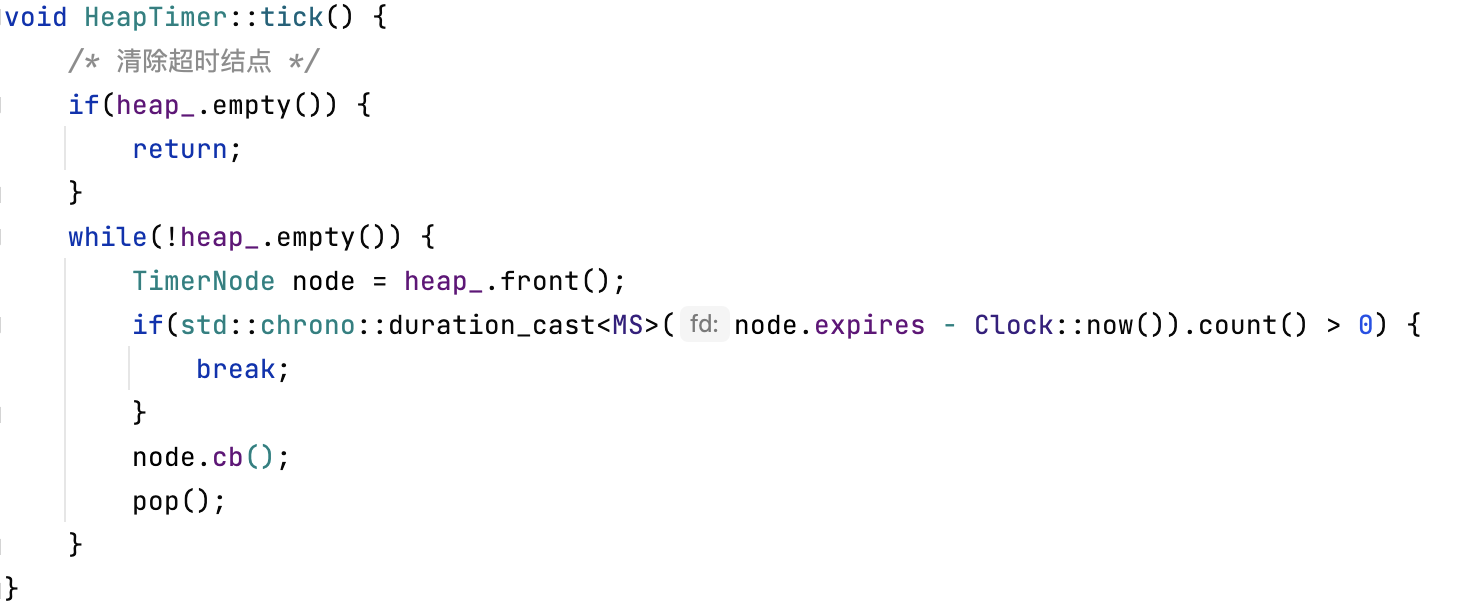 void HeapTimer::tick() {
    /* 清除超时结点 */
    if(heap_.empty()) {
        return;
    }
    while(!heap_.empty()) {
        TimerNode node = heap_.front();
        if(std::chrono::duration_cast<MS>( fd: node.expires - Clock::now()).count() > 0) {
            break;
        }
        node.cb();
        pop();
    }
}